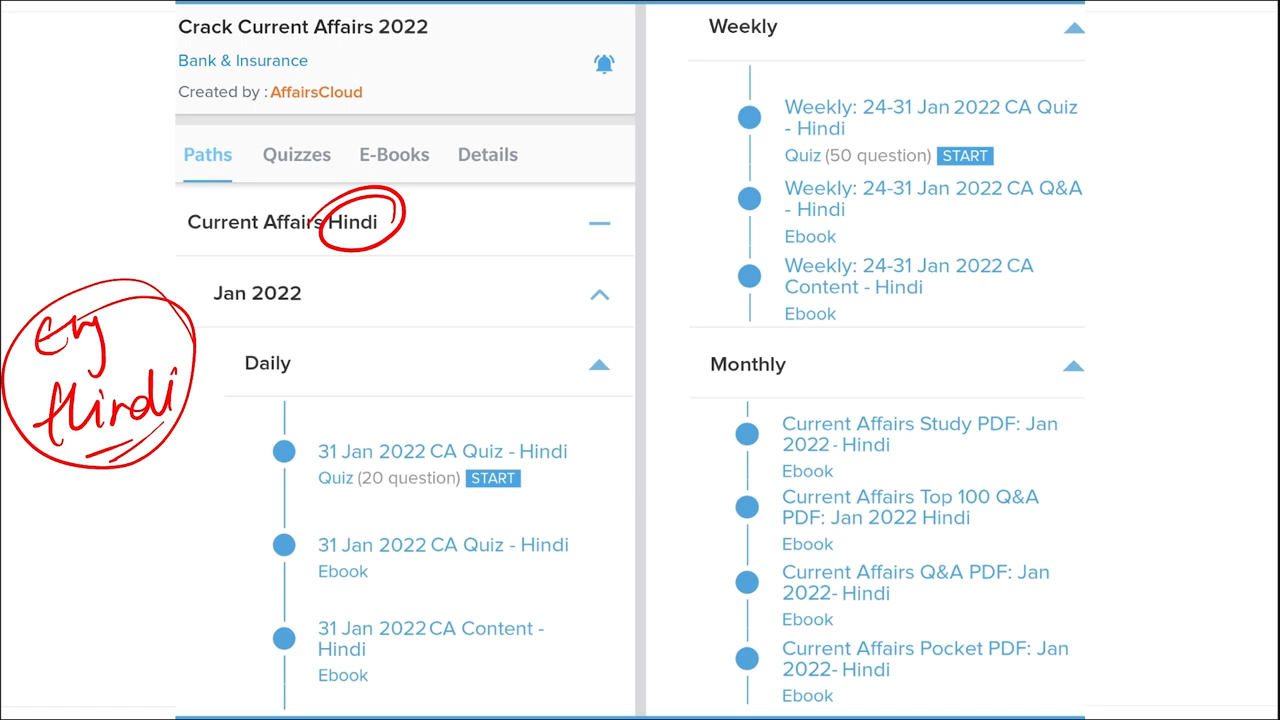 Crack Current Affairs 2022
Bank & Insurance
Created by : AffairsCloud
Paths Quizzes E-Books Details
Current Affairs Hindi
Jan 2022
Daily
31 Jan 2022 CA Quiz - Hindi
Quiz (20 question) START
31 Jan 2022 CA Quiz - Hindi
Ebook
31 Jan 2022 CA Content -
Hindi
Ebook
Eng
Hindi
Weekly
Weekly: 24-31 Jan 2022 CA Quiz
- Hindi
Quiz (50 question) START
Weekly: 24-31 Jan 2022 CA Q&A
- Hindi
Ebook
Weekly: 24-31 Jan 2022 CA
Content - Hindi
Ebook
Monthly
Current Affairs Study PDF: Jan
2022- Hindi
Ebook
Current Affairs Top 100 Q&A
PDF: Jan 2022 Hindi
Ebook
Current Affairs Q&A PDF: Jan
2022- Hindi
Ebook
Current Affairs Pocket PDF: Jan
2022- Hindi
Ebook